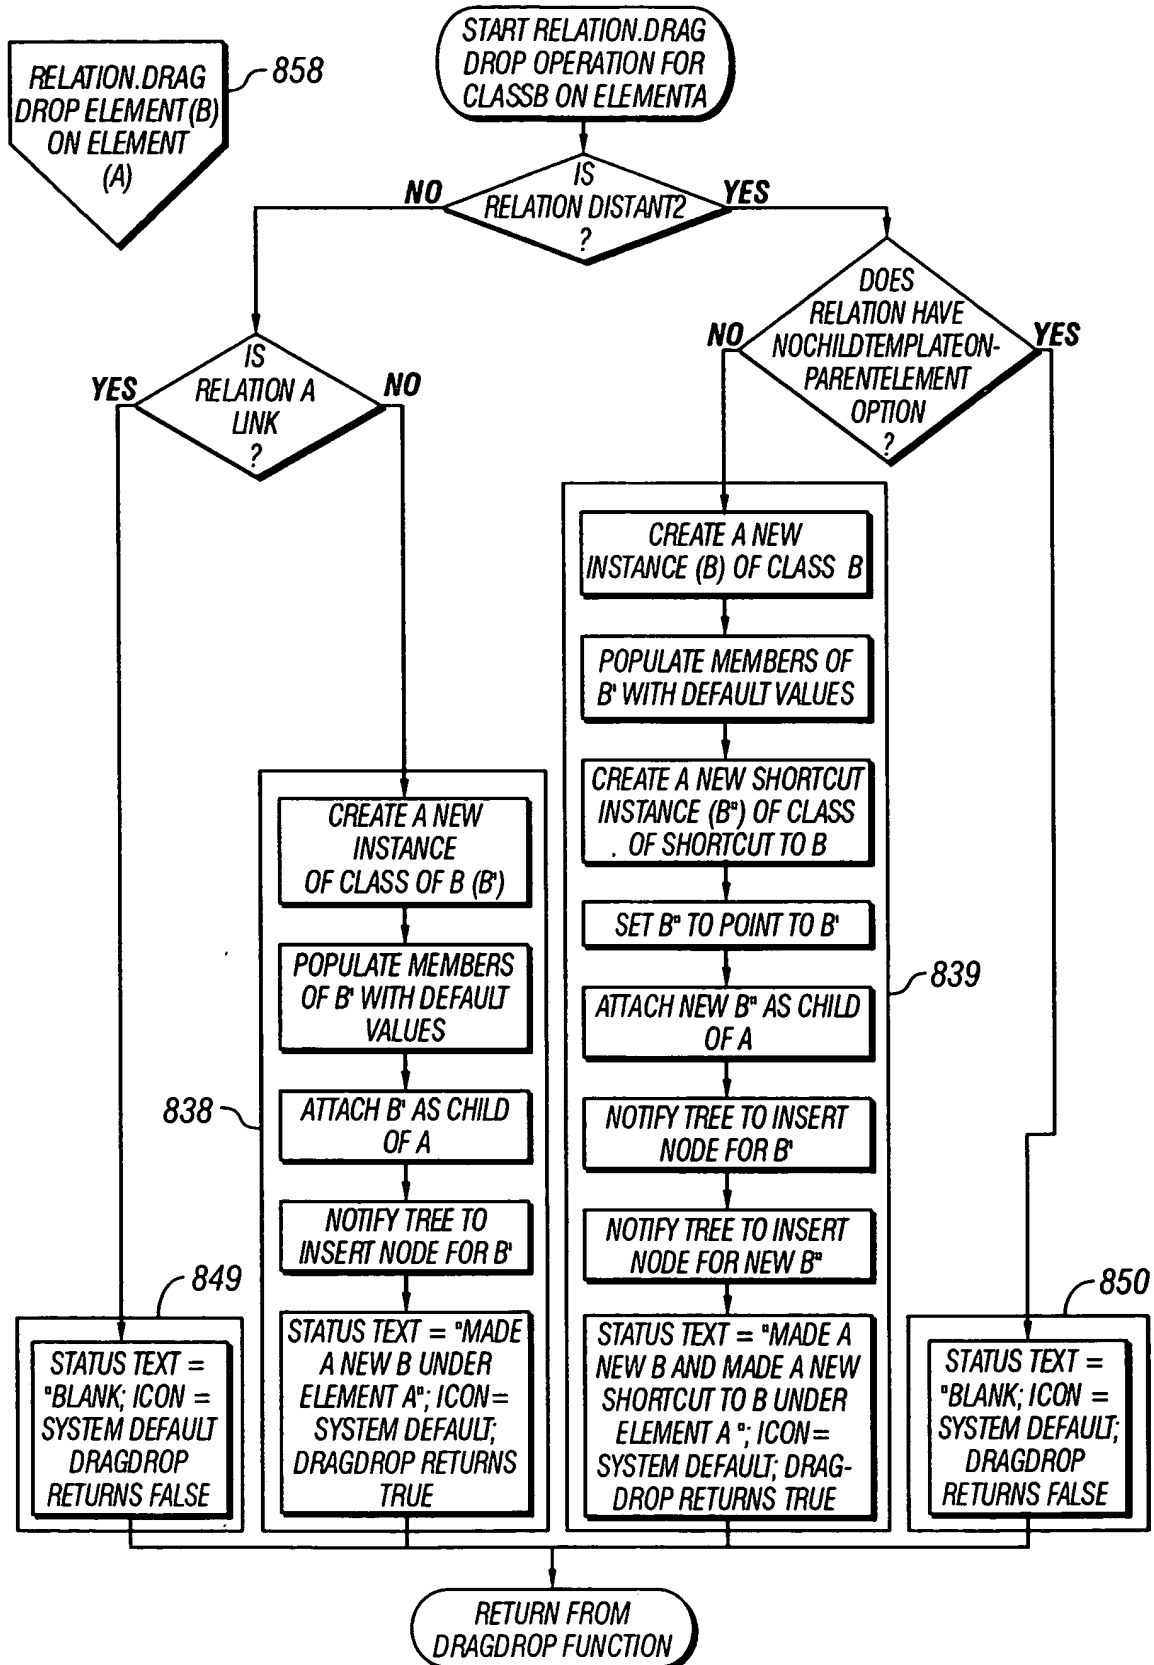 START RELATION.DRAG
DROP OPERATION FOR
CLASSB ON ELEMENTA
RELATION.DRAG
DROP ELEMENT(B)
ON ELEMENT
(A)
858
IS
RELATION DISTANT2
?
NO
YES
DOES
RELATION HAVE
NOCHILDTEMPLATEON-
PARENTELEMENT
OPTION
?
NO
YES
IS
RELATION A
LINK
?
YES
NO
CREATE A NEW
INSTANCE (B) OF CLASS B
POPULATE MEMBERS OF
B' WITH DEFAULT VALUES
CREATE A NEW SHORTCUT
INSTANCE (B") OF CLASS
. OF SHORTCUT TO B
SET B" TO POINT TO B'
ATTACH NEW B" AS CHILD
OF A
NOTIFY TREE TO INSERT
NODE FOR B'
NOTIFY TREE TO INSERT
NODE FOR NEW B"
STATUS TEXT = "MADE A
NEW B AND MADE A NEW
SHORTCUT TO B UNDER
ELEMENT A "; ICON=
SYSTEM DEFAULT; DRAG-
DROP RETURNS TRUE
839
CREATE A NEW
INSTANCE
OF CLASS OF B (B')
POPULATE MEMBERS
OF B' WITH DEFAULT
VALUES
ATTACH B' AS CHILD
OF A
NOTIFY TREE TO
INSERT NODE FOR B'
STATUS TEXT = "MADE
A NEW B UNDER
ELEMENT A"; ICON=
SYSTEM DEFAULT;
DRAGDROP RETURNS
TRUE
838
849
STATUS TEXT =
"BLANK; ICON =
SYSTEM DEFAULT
DRAGDROP
RETURNS FALSE
850
STATUS TEXT =
"BLANK; ICON =
SYSTEM DEFAULT;
DRAGDROP
RETURNS FALSE
RETURN FROM
DRAGDROP FUNCTION